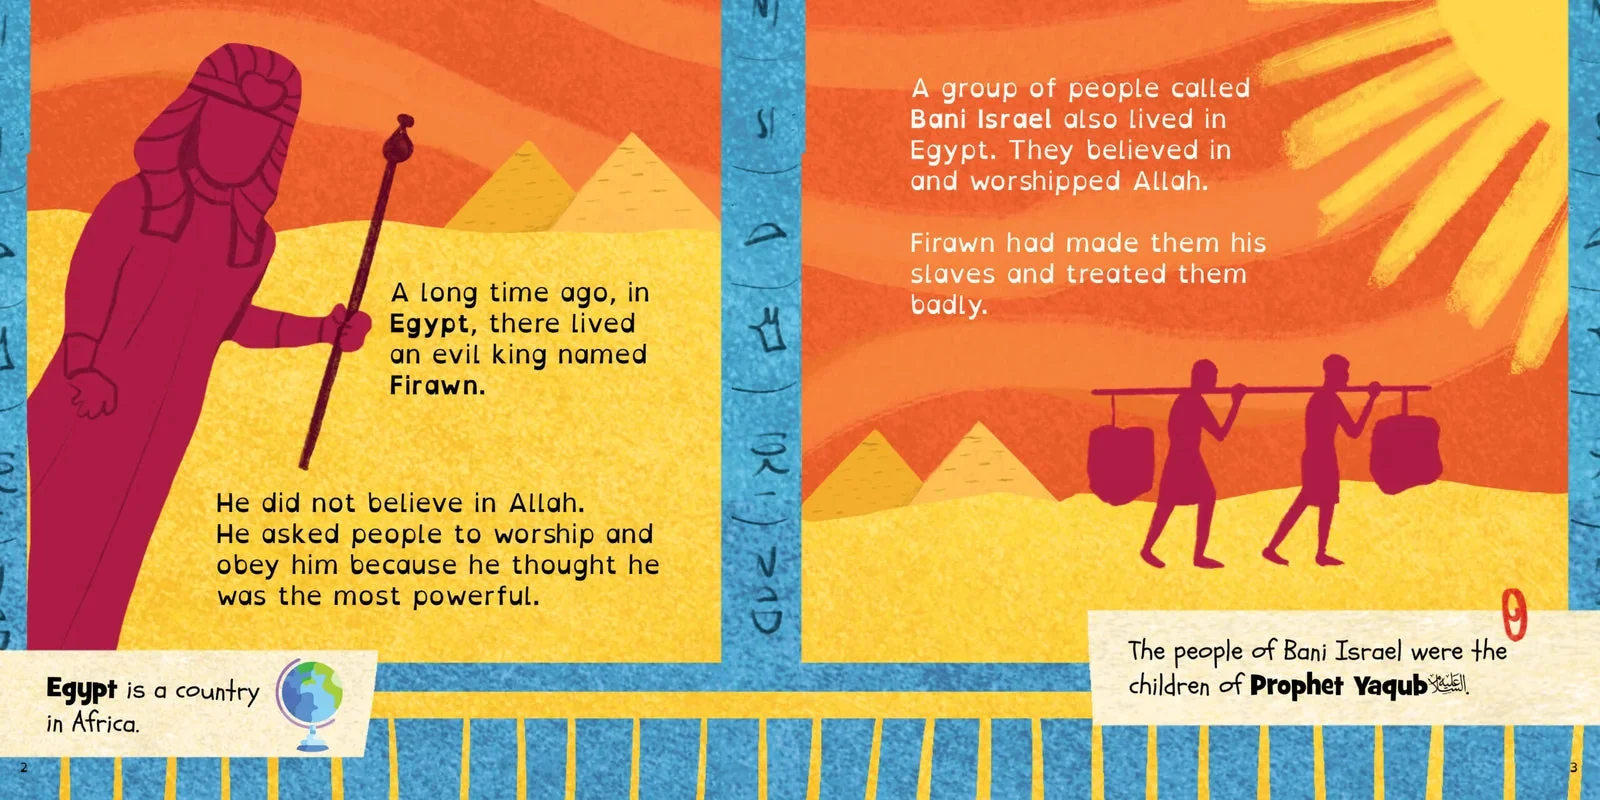 A long time ago, in
Egypt, there lived
an evil king named
Firawn.
He did not believe in Allah.
He asked people to worship and
obey him because he thought he
was the most powerful.
Egypt is a country
in Africa.
2
A group of people called
Bani Israel also lived in
Egypt. They believed in
and worshipped Allah.
Firawn had made them his
slaves and treated them
badly.
The people of Bani Israel were the
children of Prophet Yaqub عليه السلام.
3